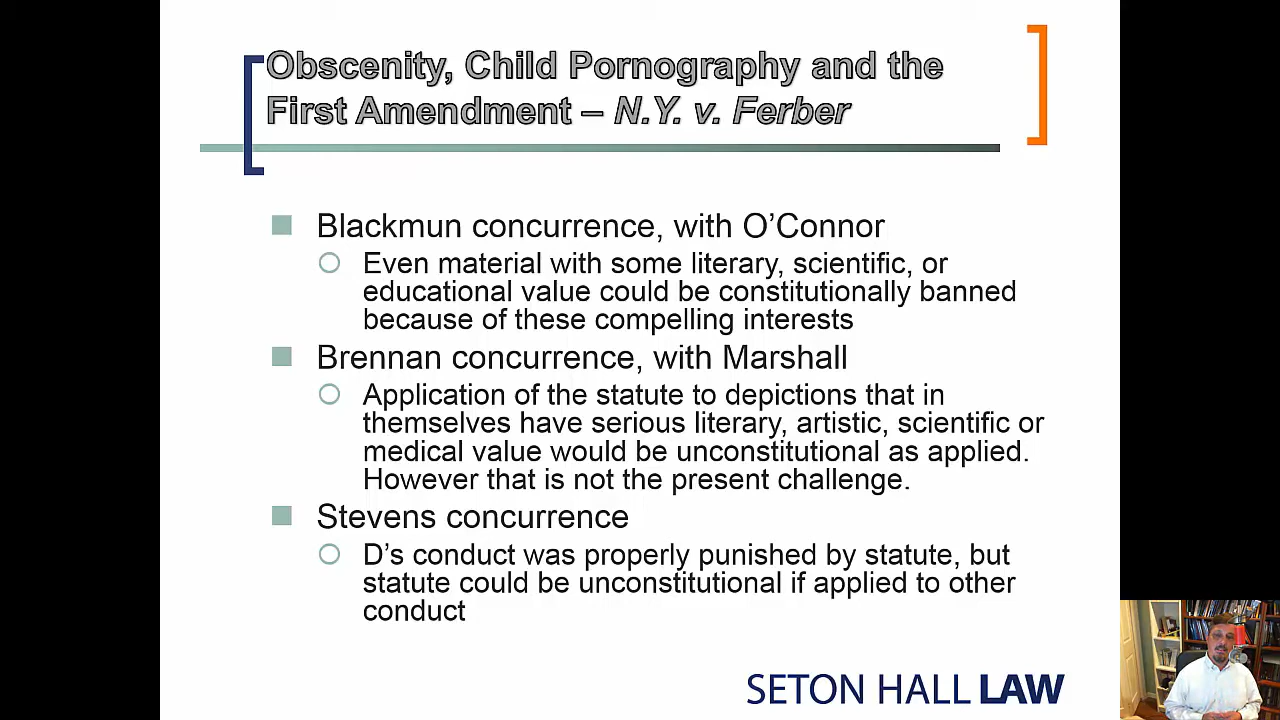 Obscenity, Child Pornography and the
First Amendment – N.Y. v. Ferber
Blackmun concurrence, with O’Connor
Even material with some literary, scientific, or
educational value could be constitutionally banned
because of these compelling interests
Brennan concurrence, with Marshall
Application of the statute to depictions that in
themselves have serious literary, artistic, scientific or
medical value would be unconstitutional as applied.
However that is not the present challenge.
Stevens concurrence
D’s conduct was properly punished by statute, but
statute could be unconstitutional if applied to other
conduct
SETON HALL LAW